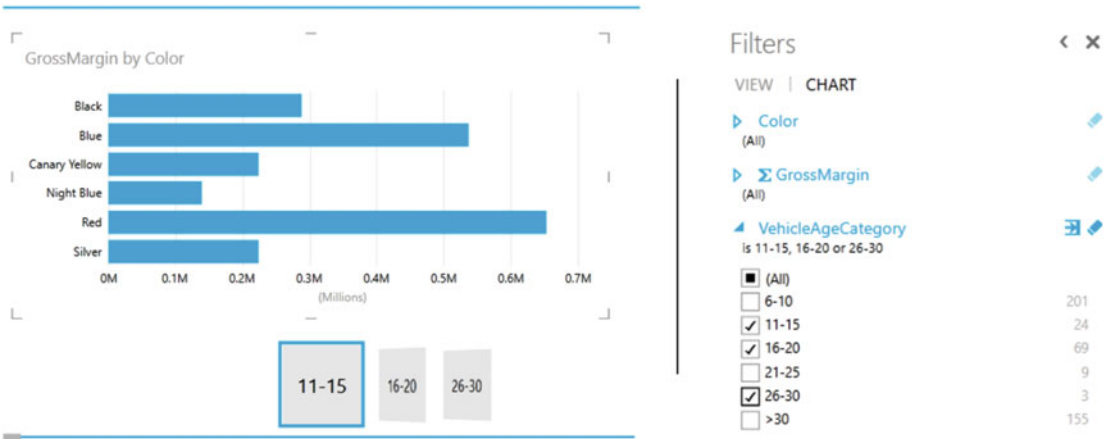 GrossMargin by Color
Black
Blue
Canary Yellow
Night Blue
Red
Silver
0M 0.1M 0.2M 0.3M 0.4M 0.5M 0.6M 0.7M
(Millions)
11-15 16-20 26-30
Filters
VIEW | CHART
Color
(All)
Σ GrossMargin
(All)
VehicleAgeCategory
is 11-15, 16-20 or 26-30
(All)
6-10 201
11-15 24
16-20 69
21-25 9
26-30 3
>30 155